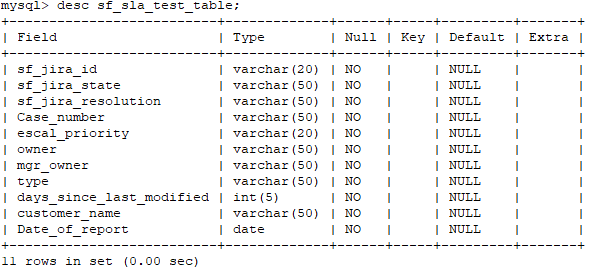 mysql> desc sf_sla_test_table;
+------------------------+-------------+------+-----+---------+-------+
| Field                  | Type        | Null | Key | Default | Extra |
+------------------------+-------------+------+-----+---------+-------+
| sf_jira_id             | varchar(20) | NO   |     | NULL    |       |
| sf_jira_state          | varchar(50) | NO   |     | NULL    |       |
| sf_jira_resolution     | varchar(50) | NO   |     | NULL    |       |
| Case_number            | varchar(50) | NO   |     | NULL    |       |
| escal_priority         | varchar(20) | NO   |     | NULL    |       |
| owner                  | varchar(50) | NO   |     | NULL    |       |
| mgr_owner              | varchar(50) | NO   |     | NULL    |       |
| type                   | varchar(50) | NO   |     | NULL    |       |
| days_since_last_modified | int(5)      | NO   |     | NULL    |       |
| customer_name          | varchar(50) | NO   |     | NULL    |       |
| Date_of_report         | date        | NO   |     | NULL    |       |
+------------------------+-------------+------+-----+---------+-------+
11 rows in set (0.00 sec)